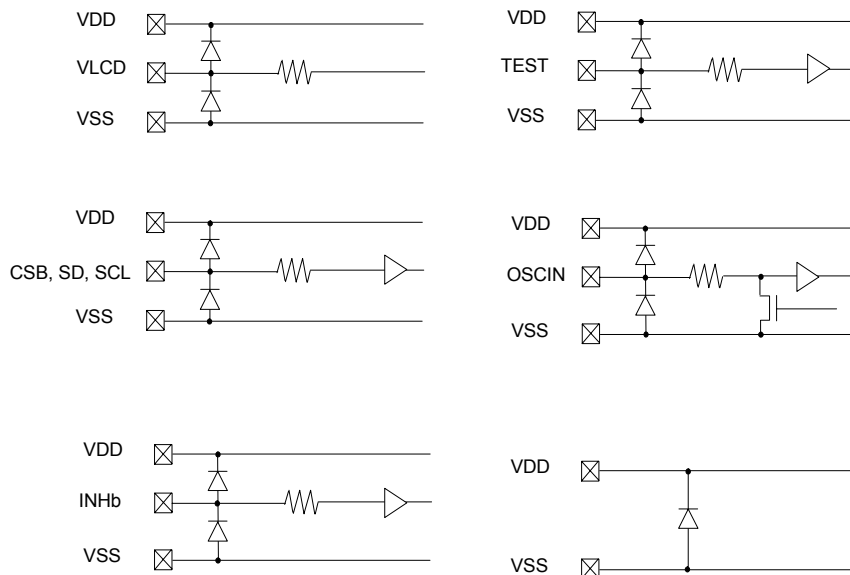 VDD
VLCD
VSS
VDD
TEST
VSS
VDD
CSB, SD, SCL
VSS
VDD
OSCIN
VSS
VDD
INHb
VSS
VDD
VSS